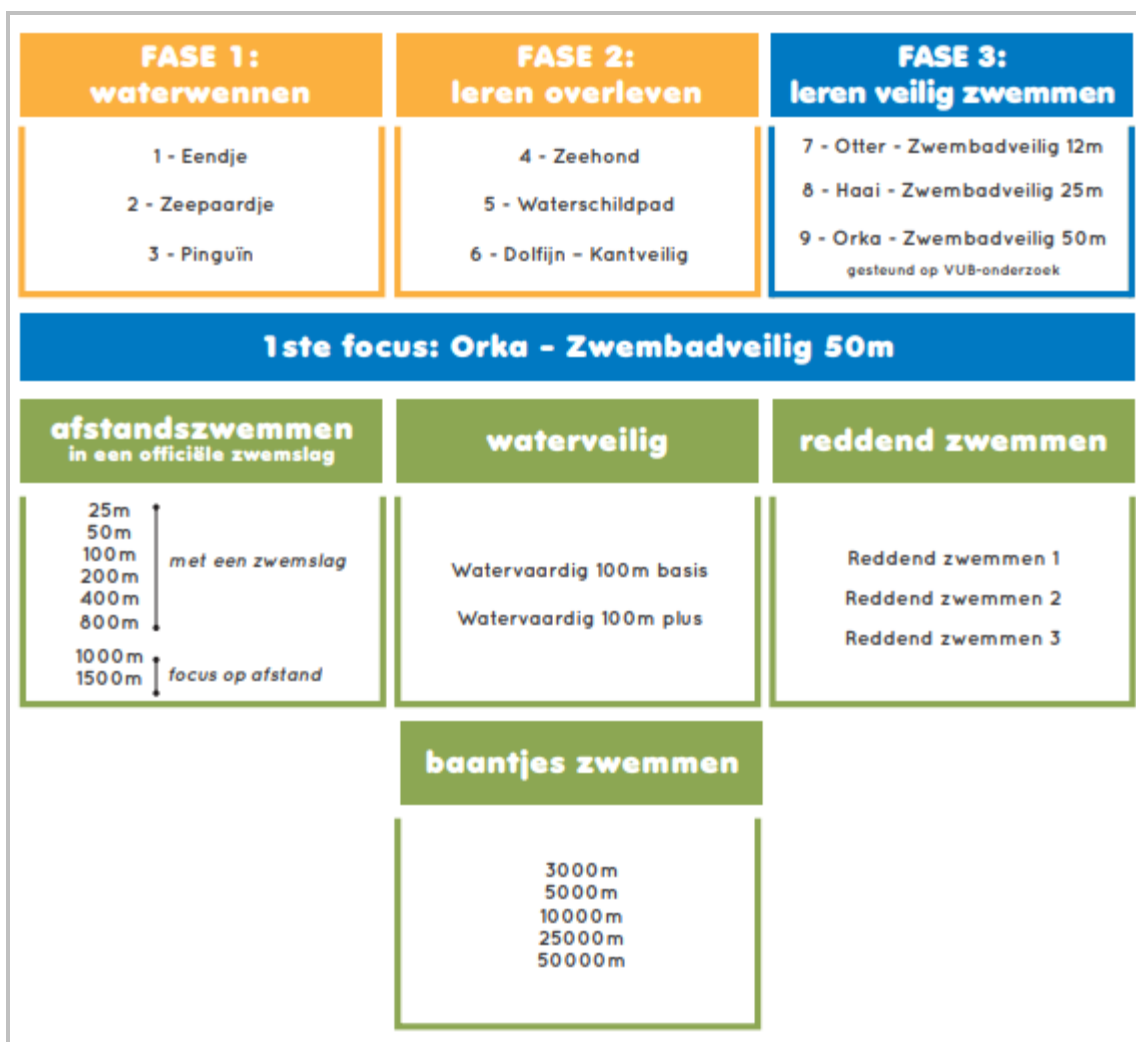 FASE 1:
waterwennen
1 - Eendje
2 - Zeepaardje
3 - Pinguïn
FASE 2:
leren overleven
4 - Zeehond
5 - Waterschildpad
6 - Dolfijn – Kantveilig
FASE 3:
leren veilig zwemmen
7 - Otter - Zwembadveilig 12m
8 - Haai - Zwembadveilig 25m
9 - Orka - Zwembadveilig 50m
gesteund op VUB-onderzoek
1ste focus: Orka - Zwembadveilig 50m
afstandszwemmen
in een officiële zwemslag
25m
50m
100m
200m
400m
800m
met een zwemslag
1000m
1500m
focus op afstand
waterveilig
Watervaardig 100m basis
Watervaardig 100m plus
reddend zwemmen
Reddend zwemmen 1
Reddend zwemmen 2
Reddend zwemmen 3
baantjes zwemmen
3000m
5000m
10000m
25000m
50000m